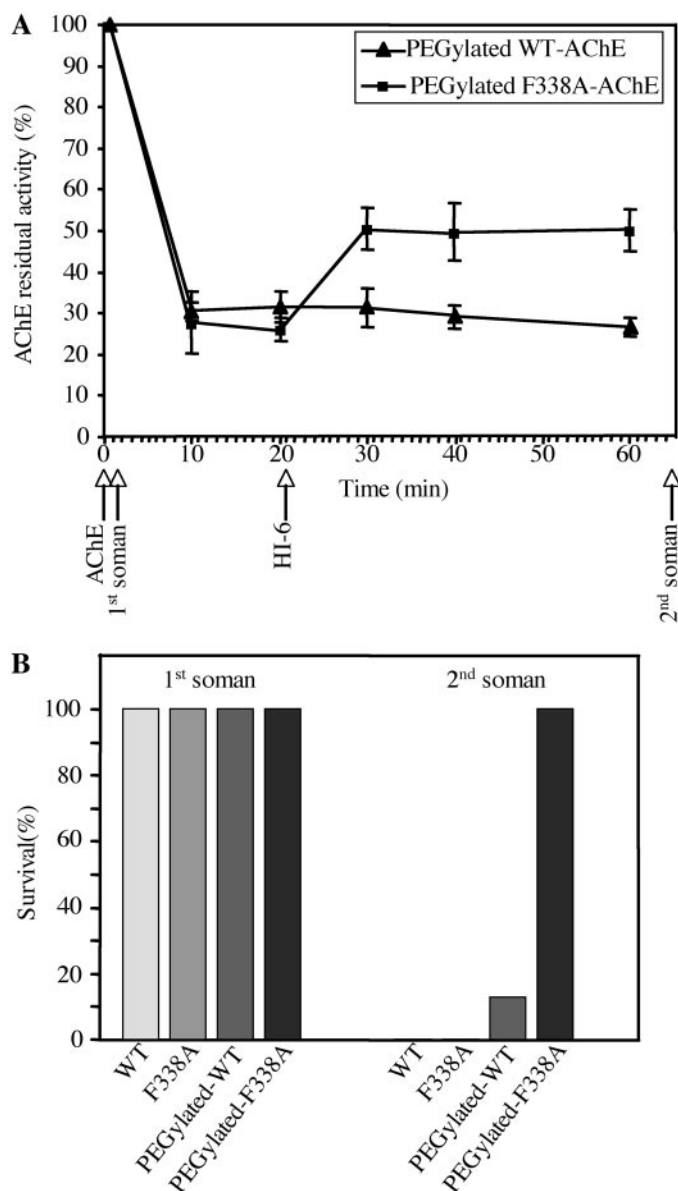 A
PEGylated WT-AChE
PEGylated F338A-AChE
AChE residual activity (%)
100
90
80
70
60
50
40
30
20
10
0
0 10 20 30 40 50 60
Time (min)
AChE
1st soman
HI-6
2nd soman
B
1st soman
2nd soman
Survival(%)
100
80
60
40
20
0
WT
F338A
PEGylated-WT
PEGylated-F338A
WT
F338A
PEGylated-WT
PEGylated-F338A